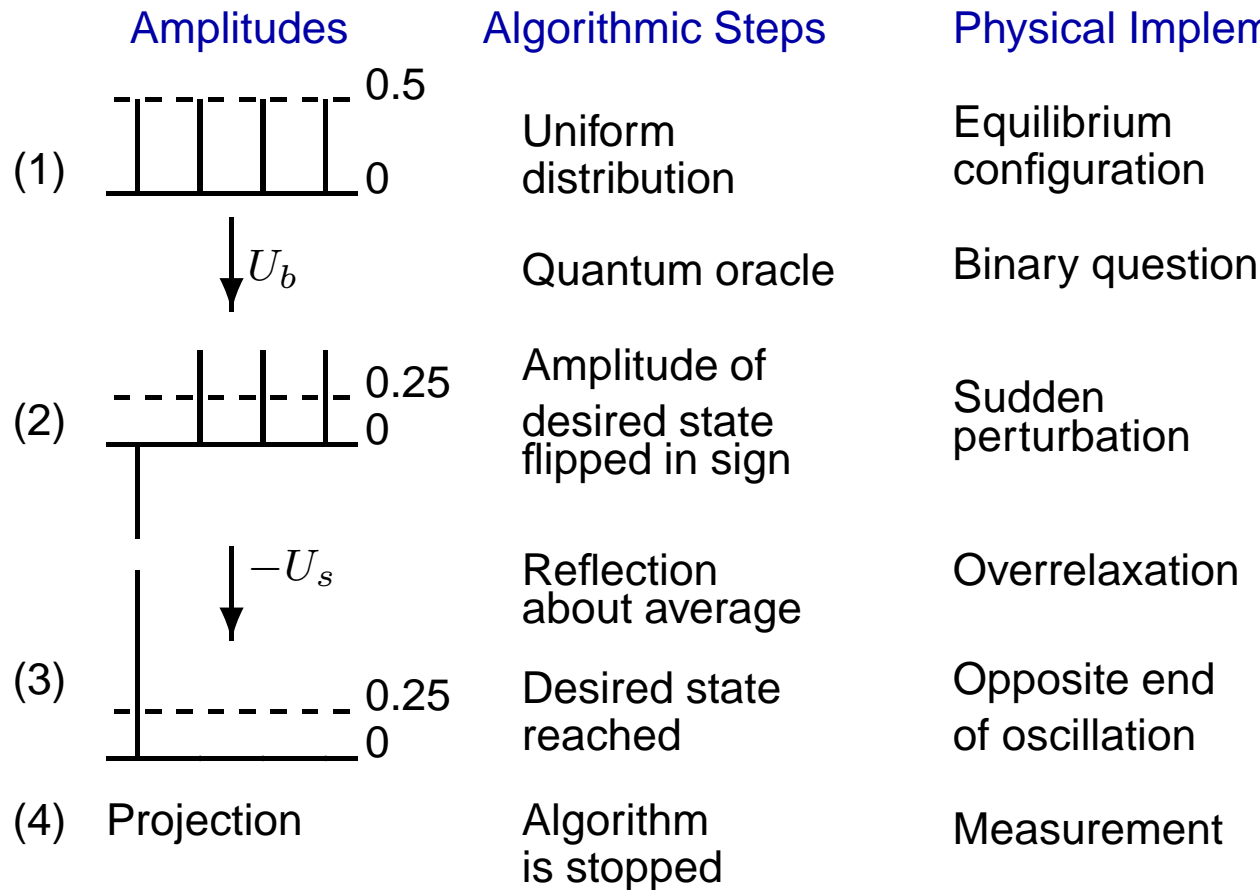 Amplitudes Algorithmic Steps Physical Implem
0.5
(1)
0
Uniform
distribution
Equilibrium
configuration
U_b
Quantum oracle
Binary question
(2)
0.25
0
Amplitude of
desired state
flipped in sign
Sudden
perturbation
−U_s
Reflection
about average
Overrelaxation
(3)
0.25
0
Desired state
reached
Opposite end
of oscillation
(4) Projection
Algorithm
is stopped
Measurement